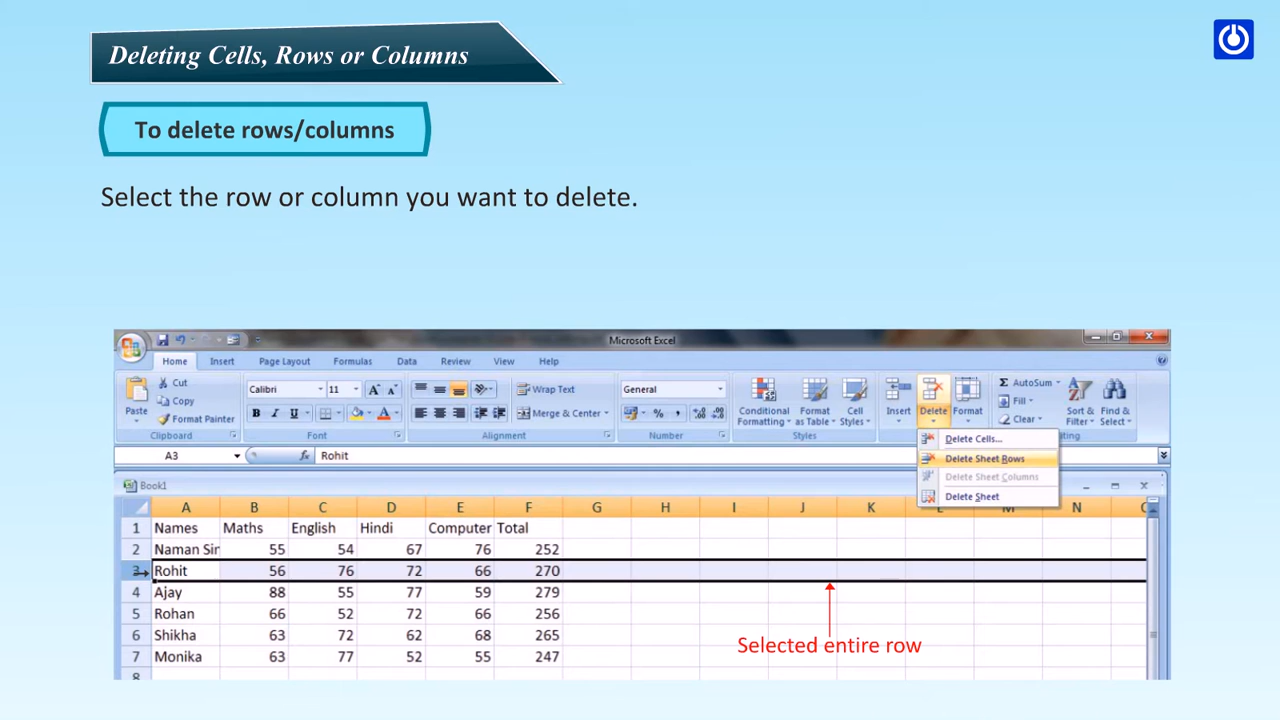 Deleting Cells, Rows or Columns
To delete rows/columns
Select the row or column you want to delete.
Microsoft Excel
Home Insert Page Layout Formulas Data Review View Help
Cut Calibri 11 A A Wrap Text General AutoSum
Copy Fill
Paste Format Painter B I U A Merge & Center % , Conditional Formatting Format as Table Cell Styles Insert Delete Format Clear Sort & Filter Find & Select
Clipboard Font Alignment Number Styles iting
Delete Cells...
Delete Sheet Rows
Delete Sheet Columns
Delete Sheet
A3 fx Rohit
Book1
A B C D E F G H I J K L M N
1 Names Maths English Hindi Computer Total
2 Naman Sin 55 54 67 76 252
3 Rohit 56 76 72 66 270
4 Ajay 88 55 77 59 279
5 Rohan 66 52 72 66 256
6 Shikha 63 72 62 68 265
7 Monika 63 77 52 55 247
8
Selected entire row